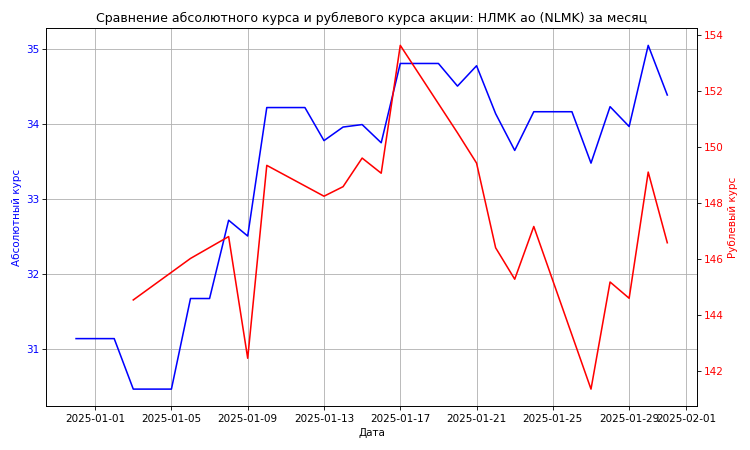 Сравнение абсолютного курса и рублевого курса акции: НЛМК ао (NLMK) за месяц
Абсолютный курс
35
34
33
32
31
154
152
150
148
146
144
142
Рублевый курс
2025-01-01 2025-01-05 2025-01-09 2025-01-13 2025-01-17 2025-01-21 2025-01-25 2025-01-29 2025-02-01
Дата